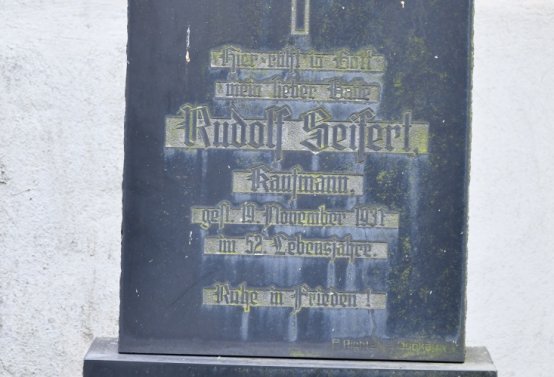 Hier ruht in Gott
mein lieber
Rudolf Seifert,
Kaufmann,
gest. 19. November 1931
im 52. Lebensjahre.
Ruhe in Frieden!